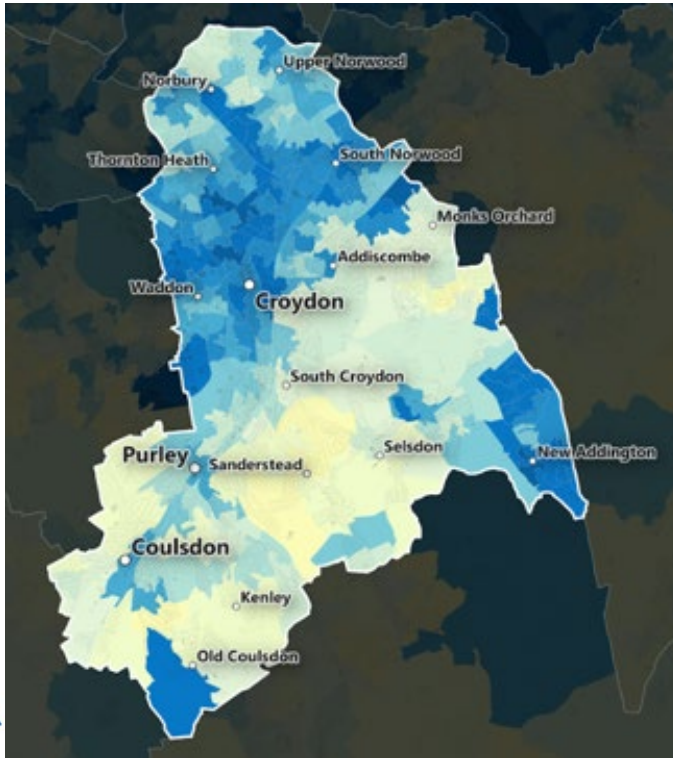 Upper Norwood
Norbury
Thornton Heath
South Norwood
Monks Orchard
Addiscombe
Waddon
Croydon
South Croydon
Purley
Sanderstead
Selsdon
New Addington
Coulsdon
Kenley
Old Coulsdon